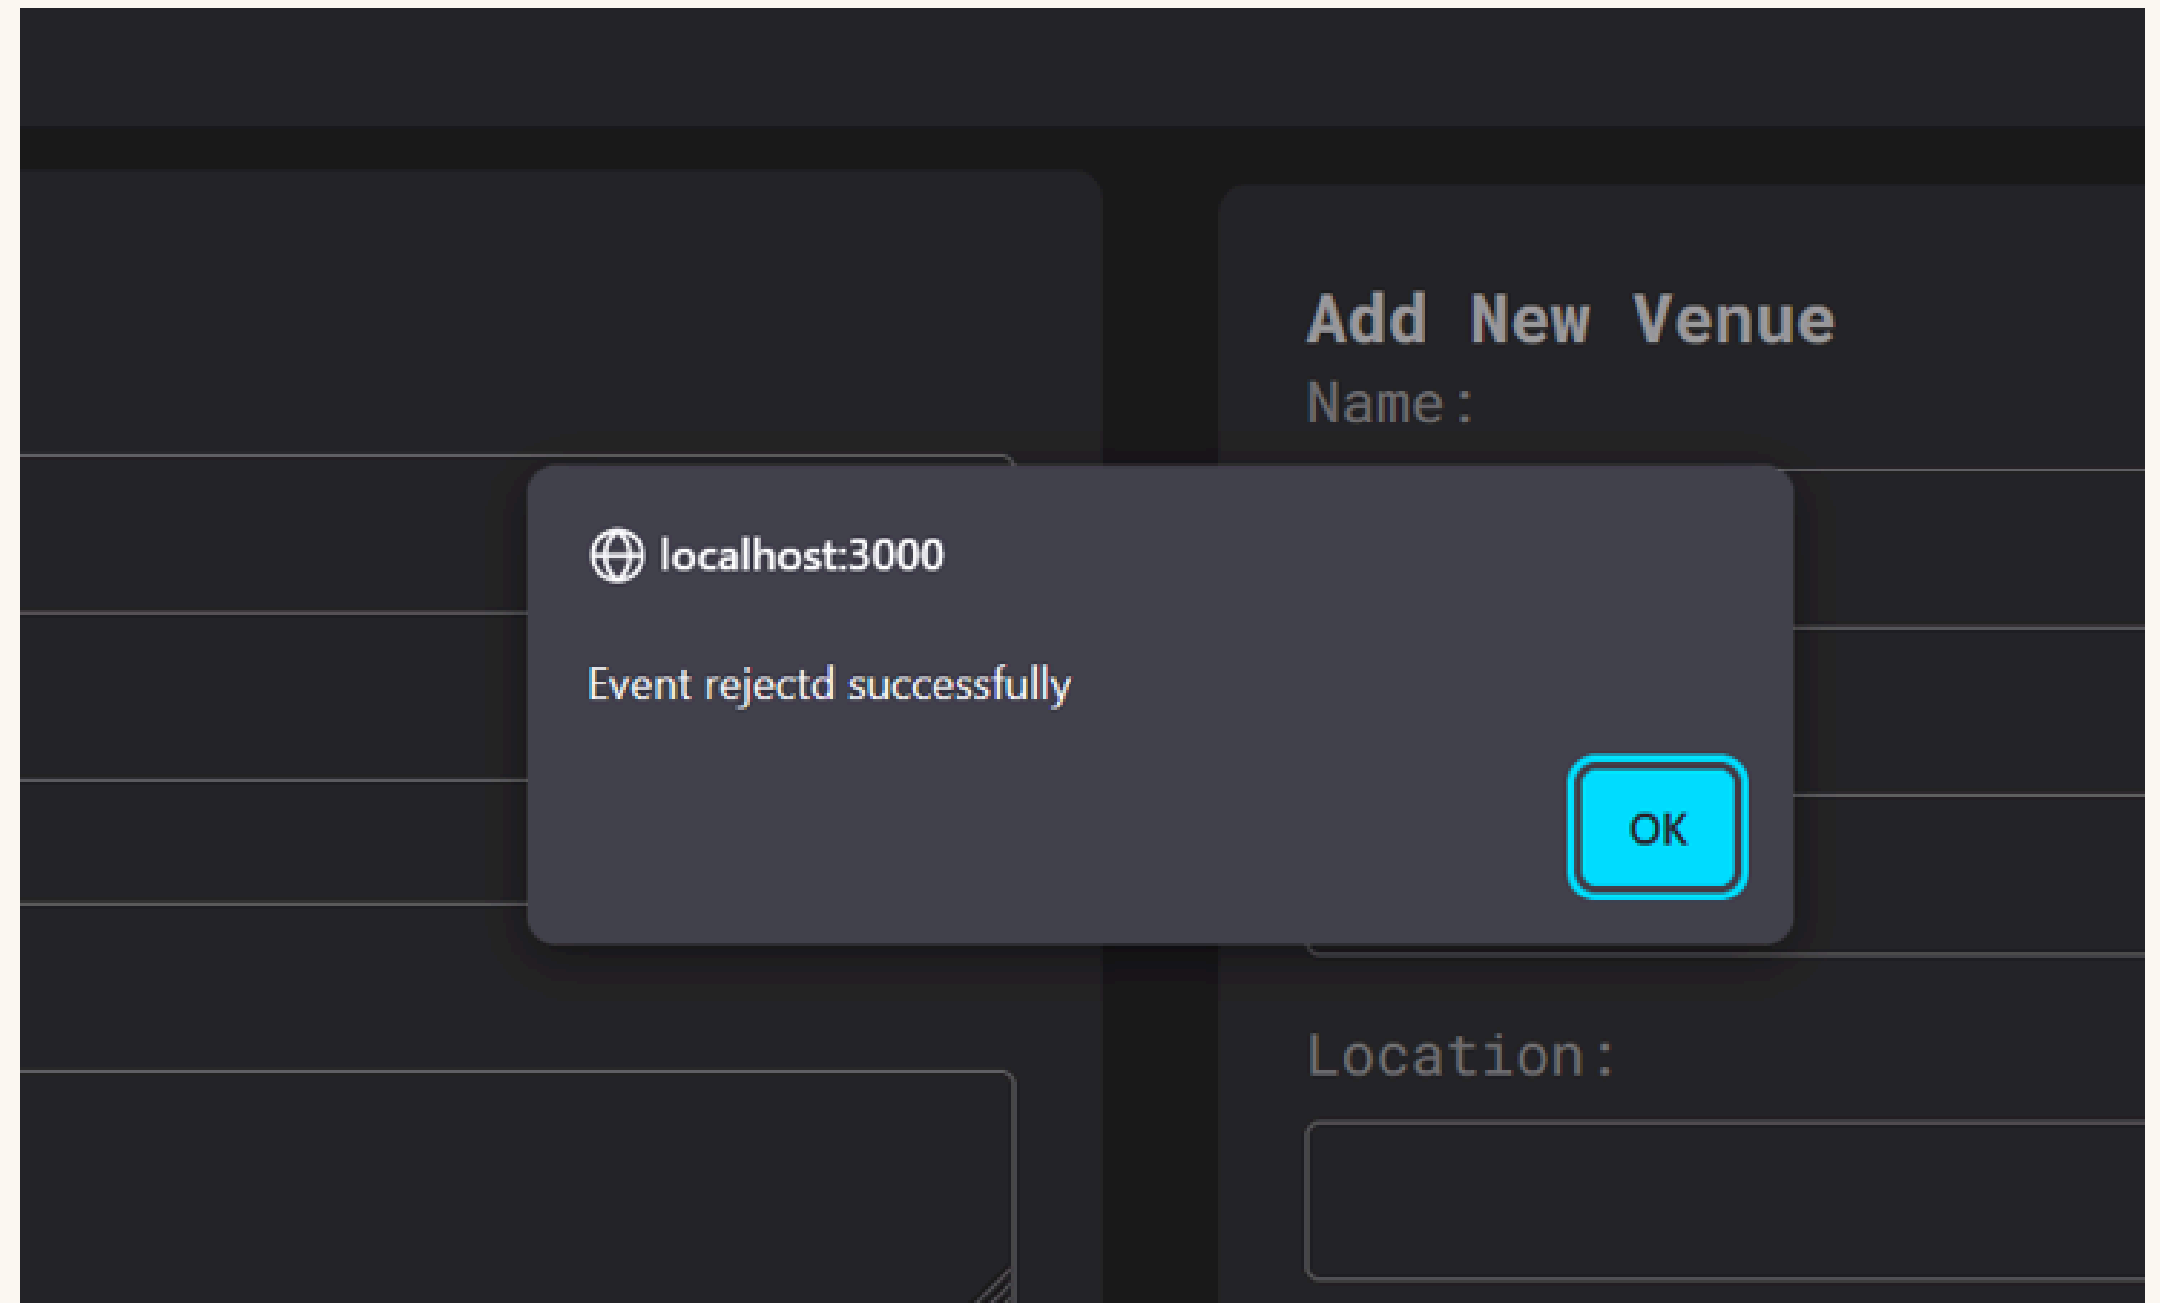 Add New Venue
Name:
localhost:3000
Event rejectd successfully
OK
Location: